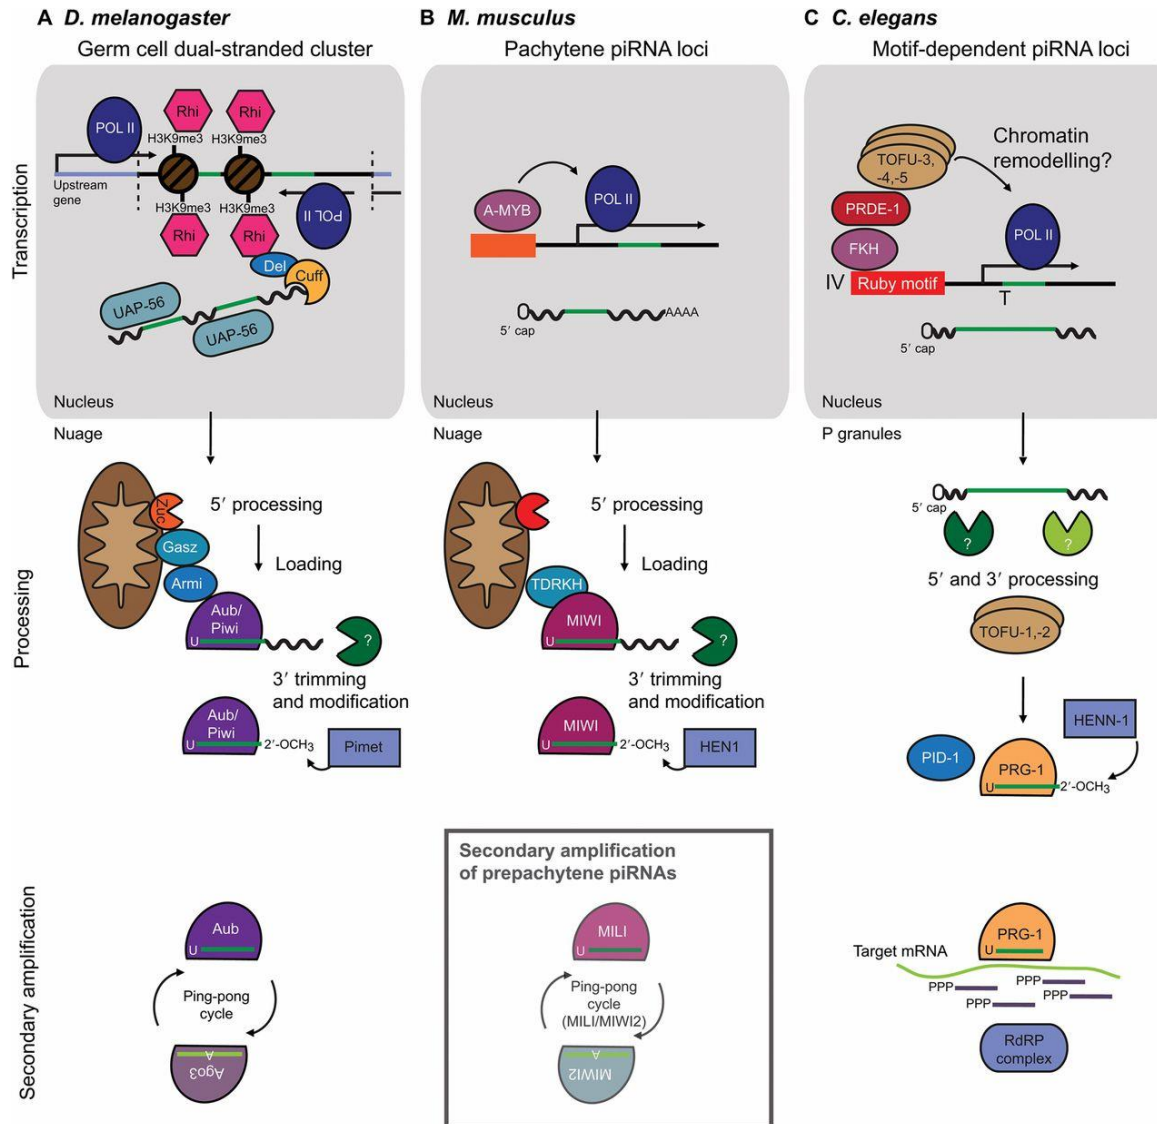 A D. melanogaster
Germ cell dual-stranded cluster
Transcription
POL II
Rhi
Rhi
H3K9me3
H3K9me3
Upstream
gene
H3K9me3
H3K9me3
Rhi
Rhi
POL II
Del
Cuff
UAP-56
UAP-56
Nucleus
Nuage
Processing
Zuc
5′ processing
Gasz
Loading
Armi
Aub/
Piwi
U
?
3′ trimming
and modification
Aub/
Piwi
U
2′-OCH3
Pimet
Secondary amplification
Aub
U
Ping-pong
cycle
A
Ago3
B M. musculus
Pachytene piRNA loci
A-MYB
POL II
5′ cap
AAAA
Nucleus
Nuage
5′ processing
Loading
TDRKH
MIWI
U
?
3′ trimming
and modification
MIWI
U
2′-OCH3
HEN1
Secondary amplification
of prepachytene piRNAs
MILI
U
Ping-pong
cycle
(MILI/MIWI2)
A
MIWI2
C C. elegans
Motif-dependent piRNA loci
TOFU-3,
-4,-5
Chromatin
remodelling?
PRDE-1
FKH
POL II
IV
Ruby motif
T
5′ cap
Nucleus
P granules
5′ cap
?
?
5′ and 3′ processing
TOFU-1,-2
HENN-1
PID-1
PRG-1
U
2′-OCH3
PRG-1
U
Target mRNA
PPP
PPP
PPP
PPP
RdRP
complex